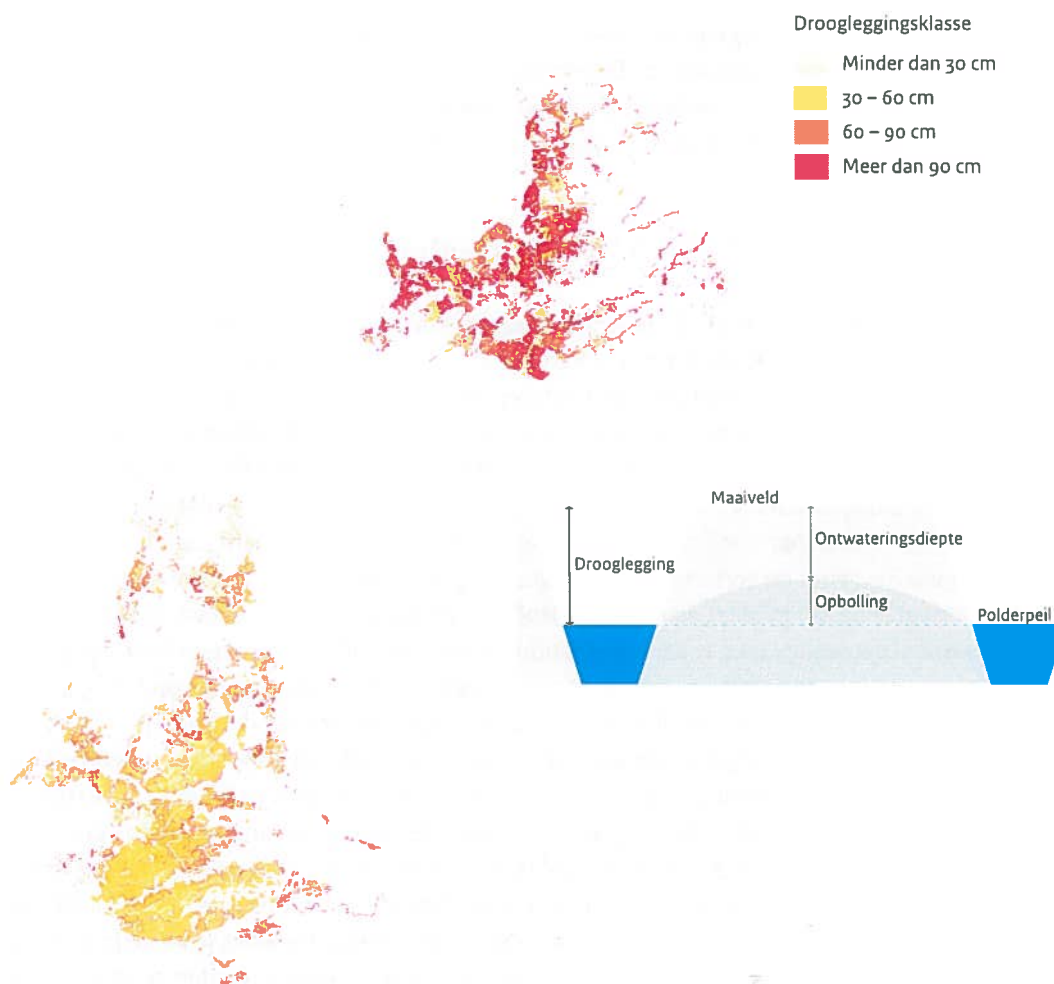 Droogleggingsklasse
Minder dan 30 cm
30 – 60 cm
60 – 90 cm
Meer dan 90 cm
Maaiveld
Ontwateringsdiepte
Drooglegging
Opbolling
Polderpeil